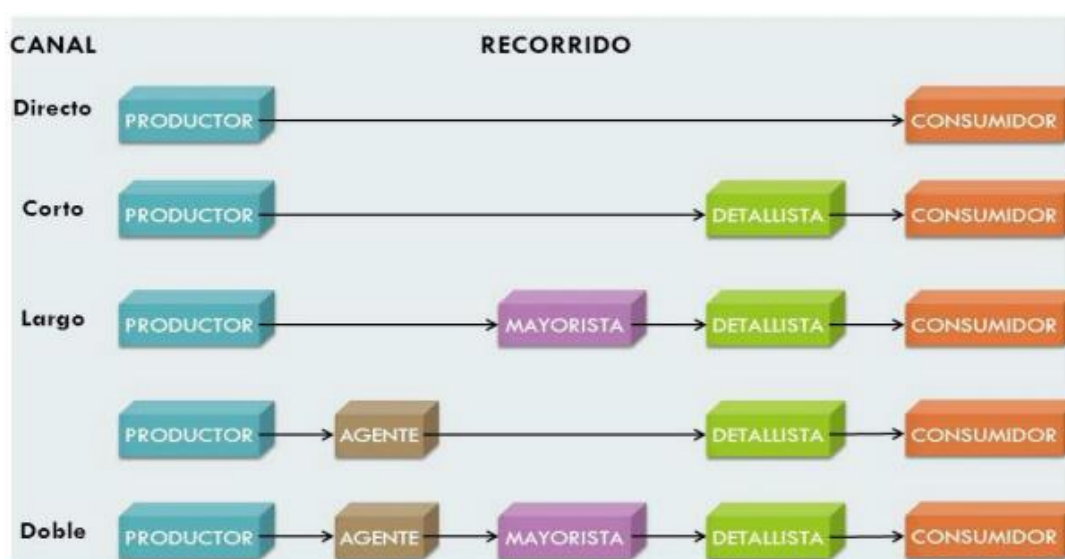 CANAL RECORRIDO
Directo PRODUCTOR CONSUMIDOR
Corto PRODUCTOR DETALLISTA CONSUMIDOR
Largo PRODUCTOR MAYORISTA DETALLISTA CONSUMIDOR
PRODUCTOR AGENTE DETALLISTA CONSUMIDOR
Doble PRODUCTOR AGENTE MAYORISTA DETALLISTA CONSUMIDOR